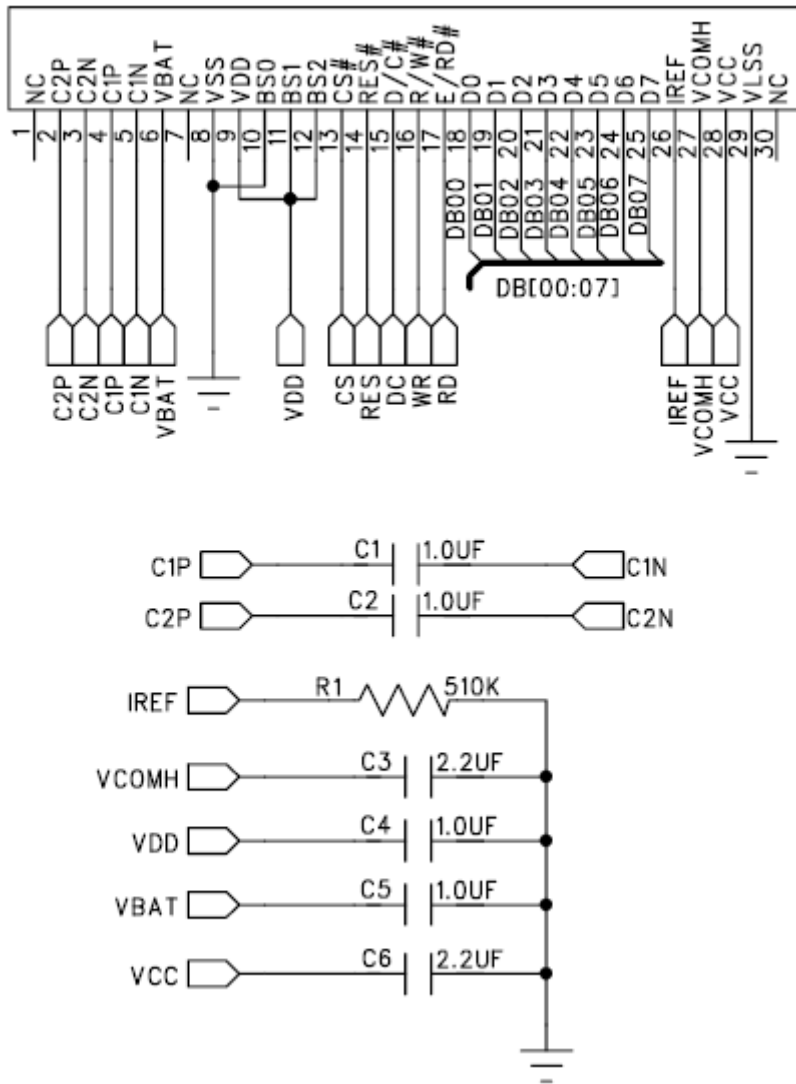 NC C2P C2N C1P C1N VBAT NC VSS VDD BS0 BS1 BS2 CS# RES# D/C# R/W# E/RD# D0 D1 D2 D3 D4 D5 D6 D7 IREF VCOMH VCC VLSS NC
1 2 3 4 5 6 7 8 9 10 11 12 13 14 15 16 17 18 19 20 21 22 23 24 25 26 27 28 29 30
DB00 DB01 DB02 DB03 DB04 DB05 DB06 DB07
DB[00:07]
C2P C2N C1P C1N VBAT VDD CS RES DC WR RD IREF VCOMH VCC
C1P C1 1.0UF C1N
C2P C2 1.0UF C2N
IREF R1 510K
VCOMH C3 2.2UF
VDD C4 1.0UF
VBAT C5 1.0UF
VCC C6 2.2UF